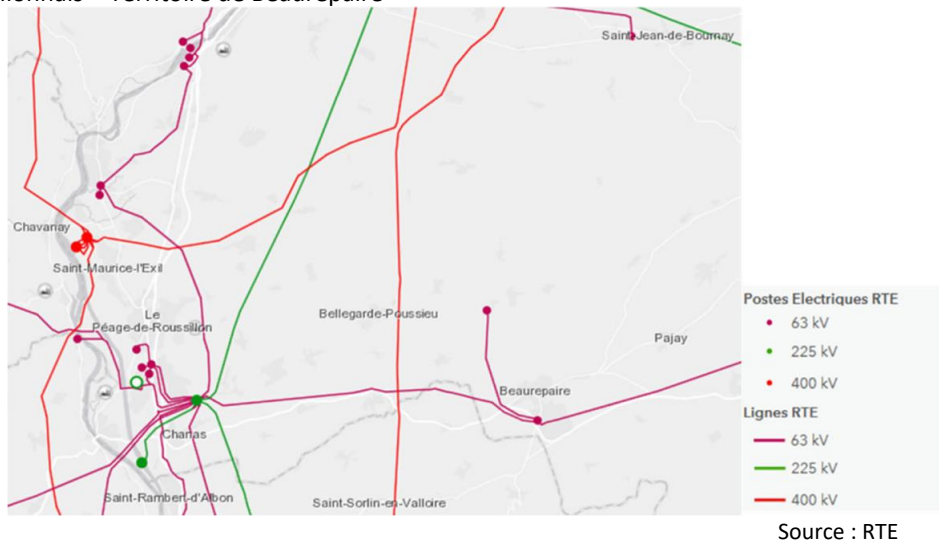 Saint-Jean-de-Bournay
Chavanay
Saint-Maurice-l'Exil
Le
Péage-de-Roussillon
Bellegarde-Poussieu
Pajay
Beaurepaire
Chanas
Saint-Rambert-d'Albon
Saint-Sorlin-en-Valloire
Postes Electriques RTE
63 kV
225 kV
400 kV
Lignes RTE
63 kV
225 kV
400 kV
Source : RTE